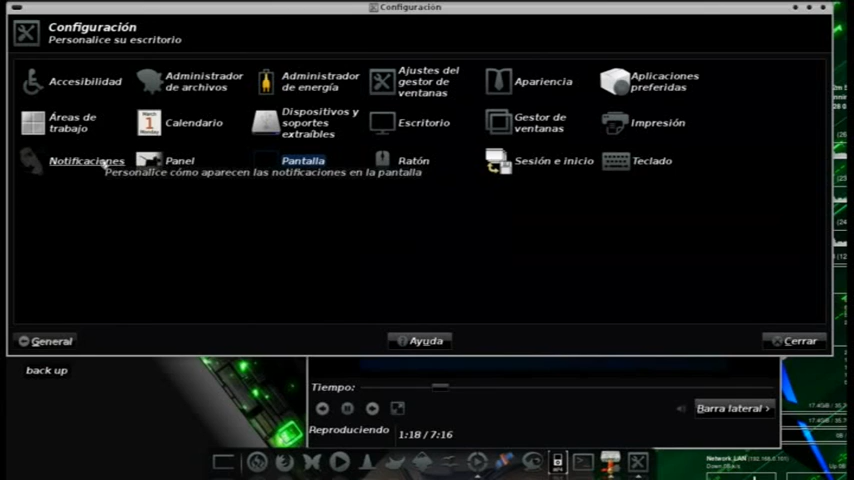 Configuración
Configuración
Personalice su escritorio
Accesibilidad
Administrador de archivos
Administrador de energía
Ajustes del gestor de ventanas
Apariencia
Aplicaciones preferidas
Áreas de trabajo
March 1 Monday
Calendario
Dispositivos y soportes extraíbles
Escritorio
Gestor de ventanas
Impresión
Notificaciones
Panel
Pantalla
Ratón
Sesión e inicio
Teclado
Personalice cómo aparecen las notificaciones en la pantalla
General
Ayuda
Cerrar
back up
Tiempo:
Barra lateral >
Reproduciendo
1:18 / 7:16
Network LAN